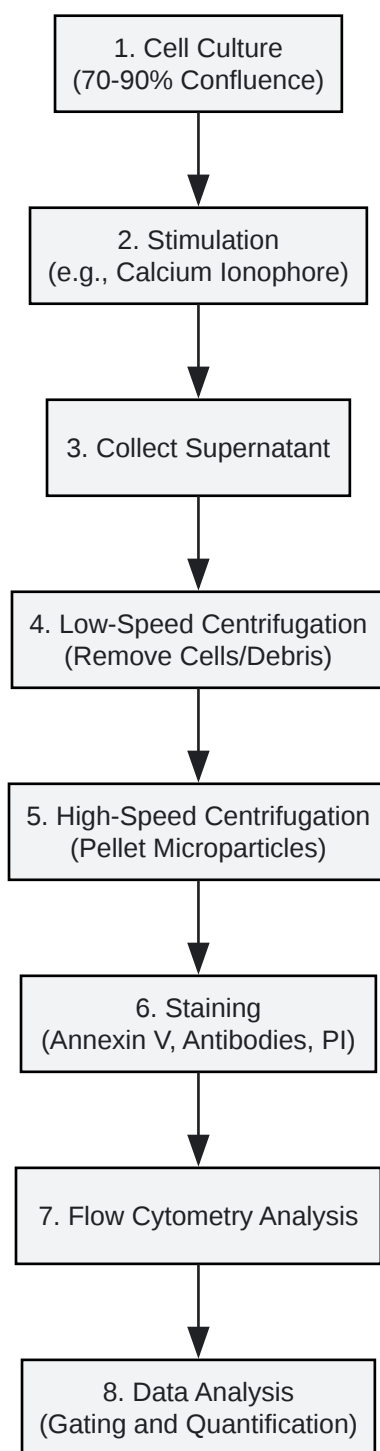 1. Cell Culture
(70-90% Confluence)
2. Stimulation
(e.g., Calcium Ionophore)
3. Collect Supernatant
4. Low-Speed Centrifugation
(Remove Cells/Debris)
5. High-Speed Centrifugation
(Pellet Microparticles)
6. Staining
(Annexin V, Antibodies, PI)
7. Flow Cytometry Analysis
8. Data Analysis
(Gating and Quantification)